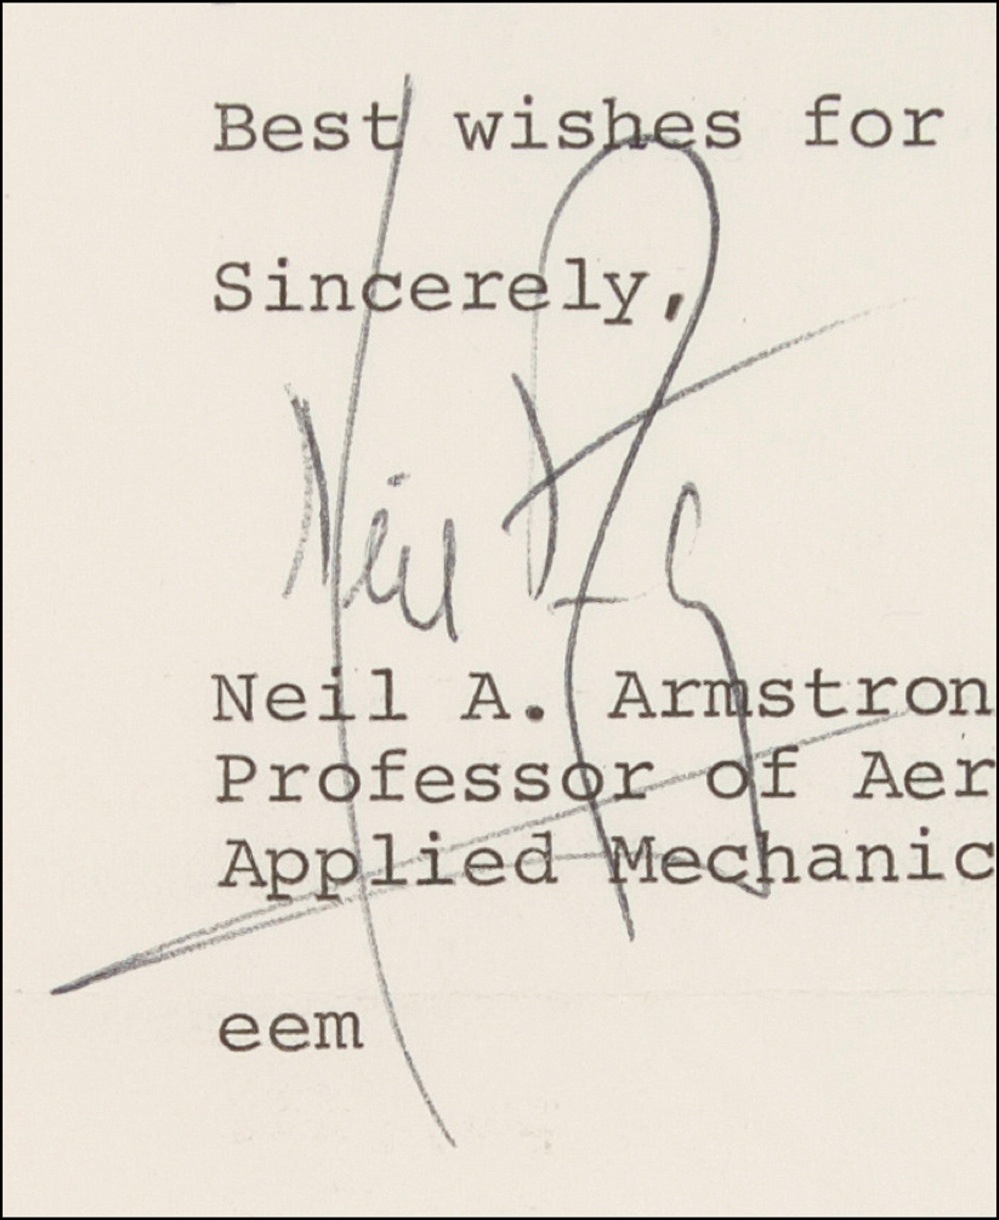 Best wishes for
Sincerely,
Neil
Neil A. Armstron
Professor of Aer
Applied Mechanic
eem